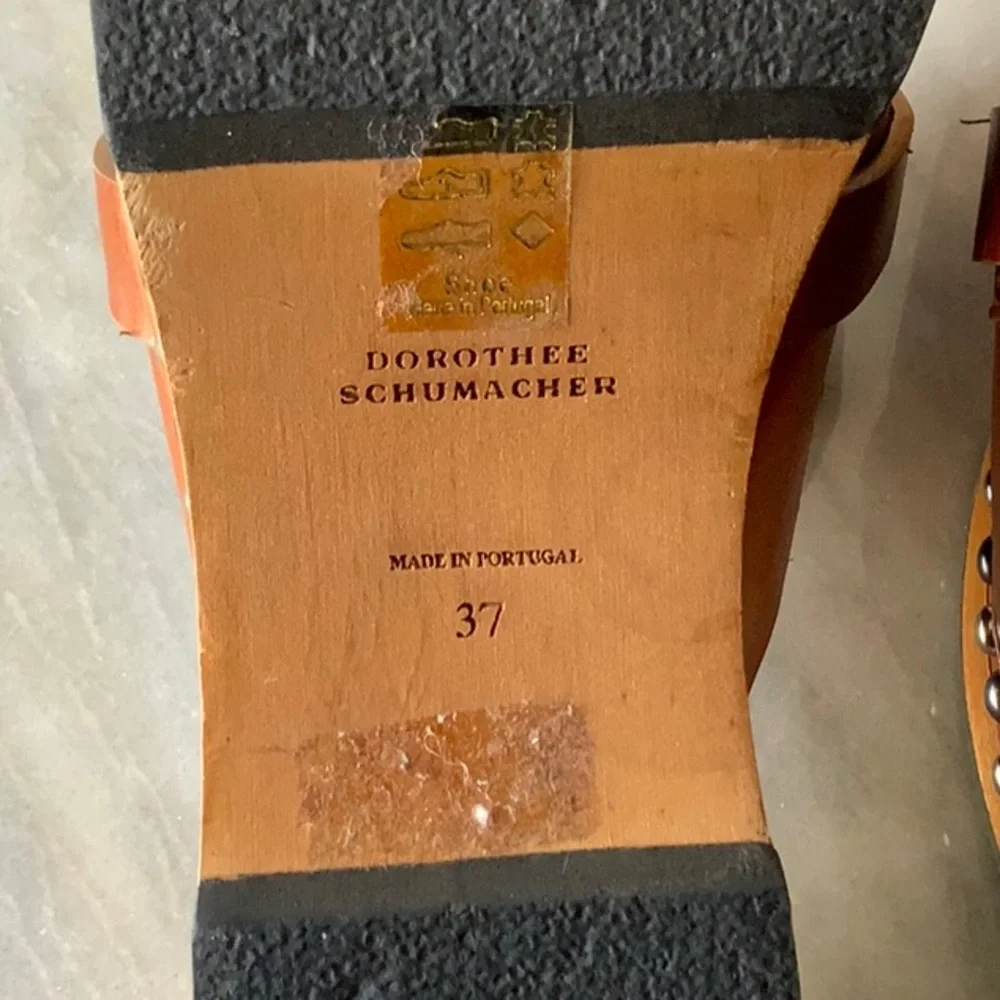 Shoe
Made in Portugal
DOROTHEE
SCHUMACHER
MADE IN PORTUGAL
37